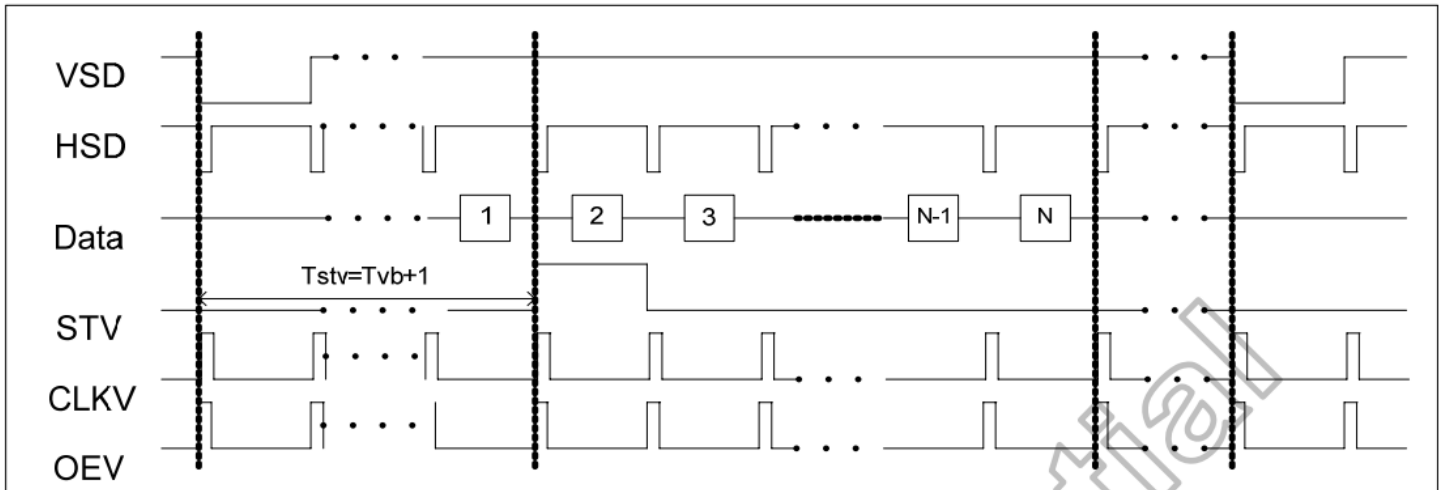 VSD
HSD
Data
1
2
3
N-1
N
Tstv=Tvb+1
STV
CLKV
OEV